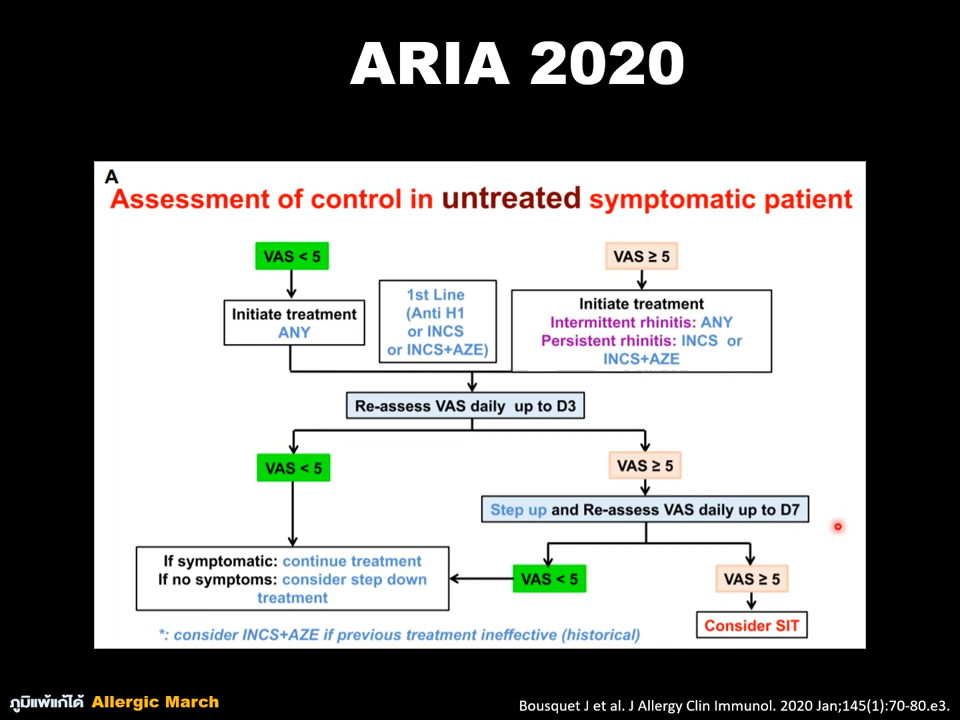 ARIA 2020
A
Assessment of control in untreated symptomatic patient
VAS < 5
VAS ≥ 5
Initiate treatment
ANY
1st Line
(Anti H1
or INCS
or INCS+AZE)
Initiate treatment
Intermittent rhinitis: ANY
Persistent rhinitis: INCS or
INCS+AZE
Re-assess VAS daily up to D3
VAS < 5
VAS ≥ 5
Step up and Re-assess VAS daily up to D7
If symptomatic: continue treatment
If no symptoms: consider step down
treatment
VAS < 5
VAS ≥ 5
Consider SIT
*: consider INCS+AZE if previous treatment ineffective (historical)
ภูมิแพ้แก้ได้ Allergic March
Bousquet J et al. J Allergy Clin Immunol. 2020 Jan;145(1):70-80.e3.